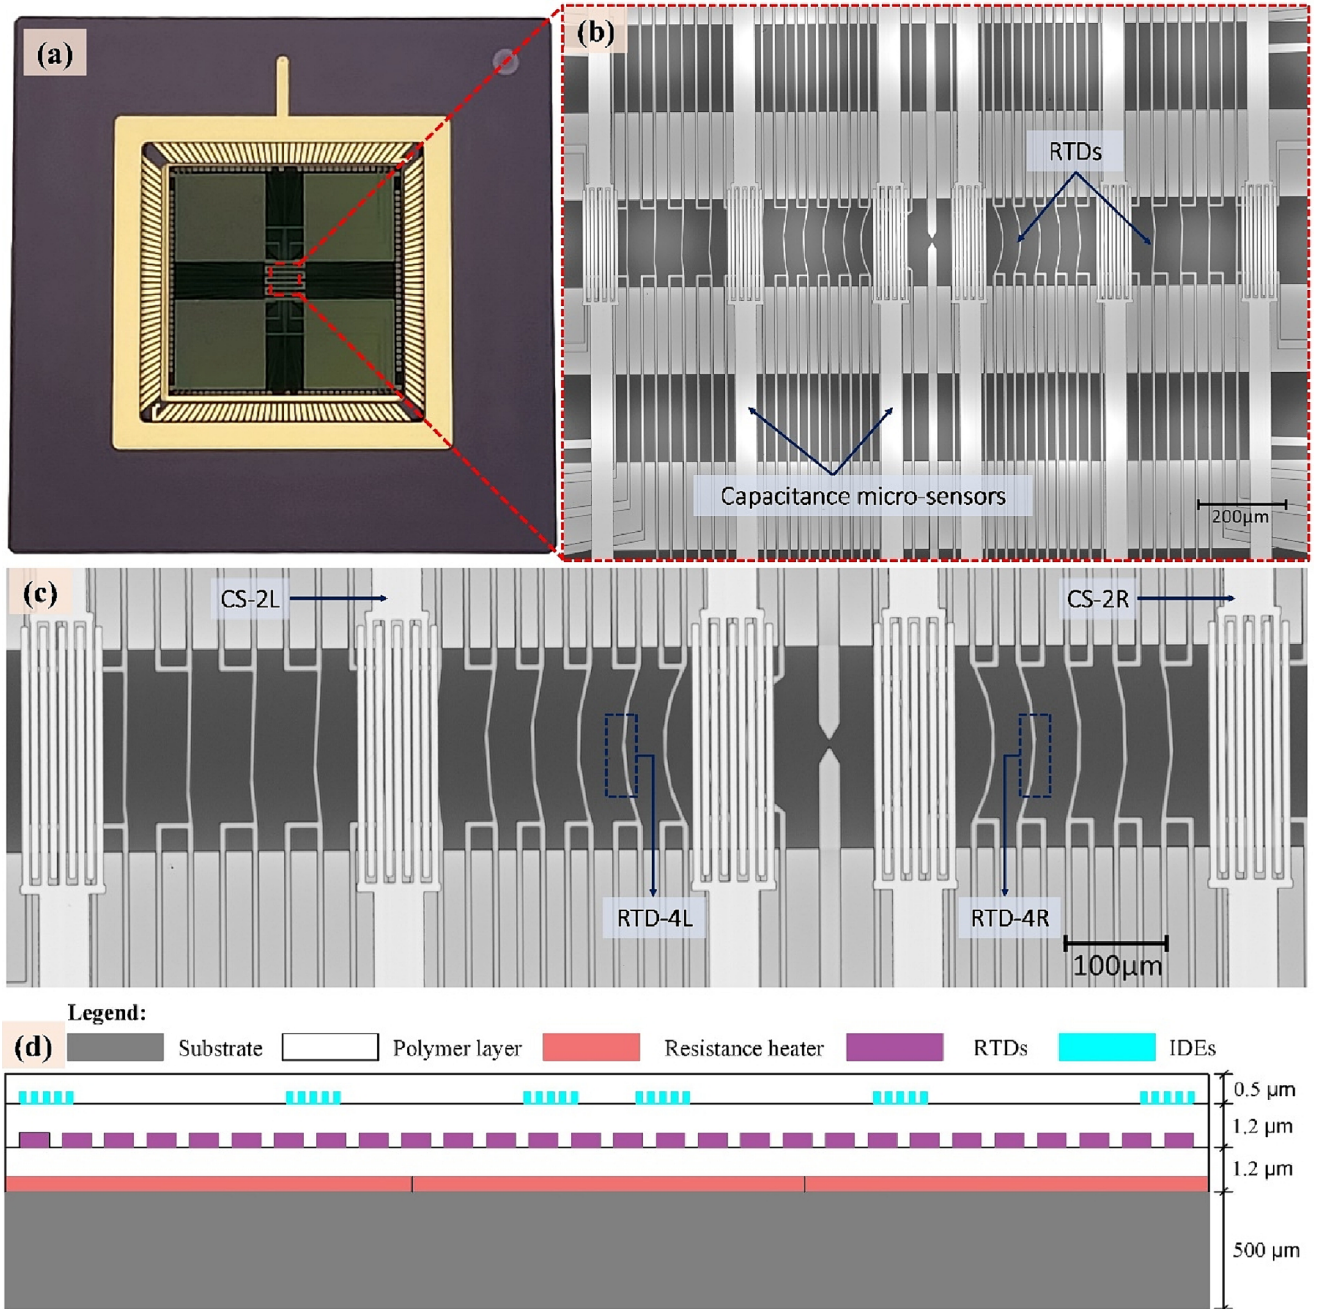 (a)
(b)
RTDs
Capacitance micro-sensors
200µm
(c)
CS-2L
CS-2R
RTD-4L
RTD-4R
100µm
Legend:
(d)
Substrate
Polymer layer
Resistance heater
RTDs
IDEs
0.5 µm
1.2 µm
1.2 µm
500 µm